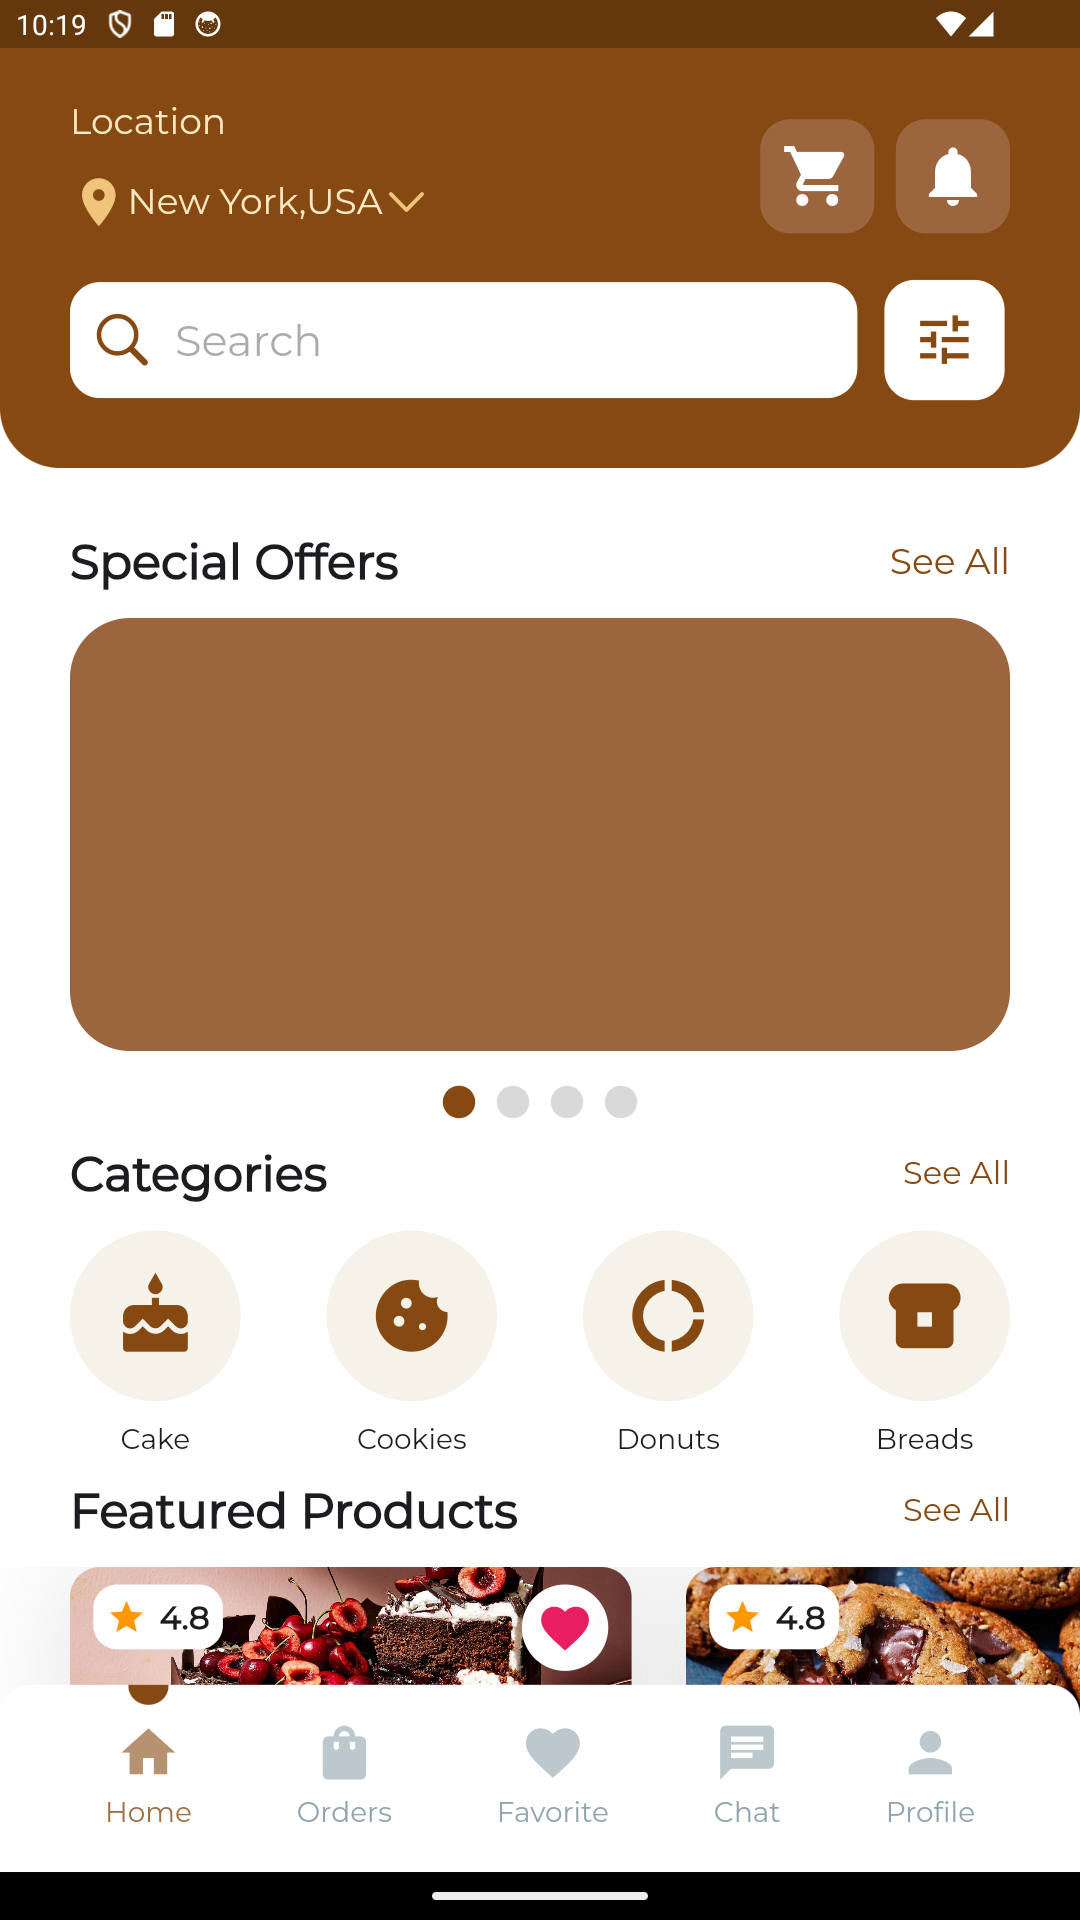 10:19
Location
New York,USA
Search
Special Offers
See All
Categories
See All
Cake
Cookies
Donuts
Breads
Featured Products
See All
4.8
4.8
Home
Orders
Favorite
Chat
Profile